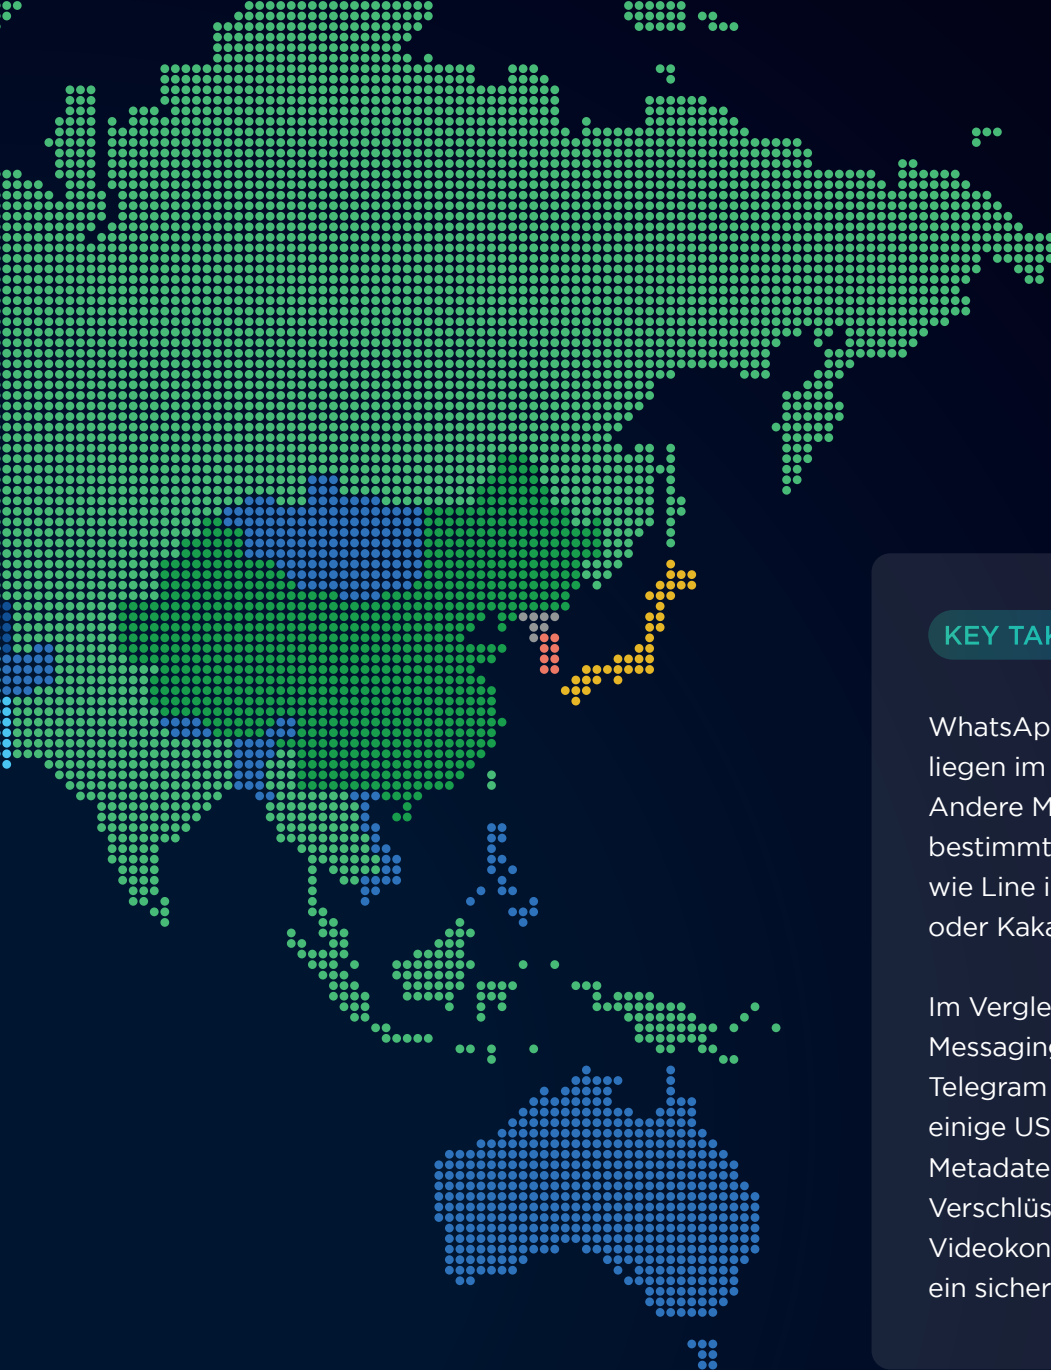 KEY TAK
WhatsAp
liegen im
Andere M
bestimmt
wie Line i
oder Kaka
Im Vergle
Messaging
Telegram
einige US
Metadate
Verschlüs
Videokon
ein sicher